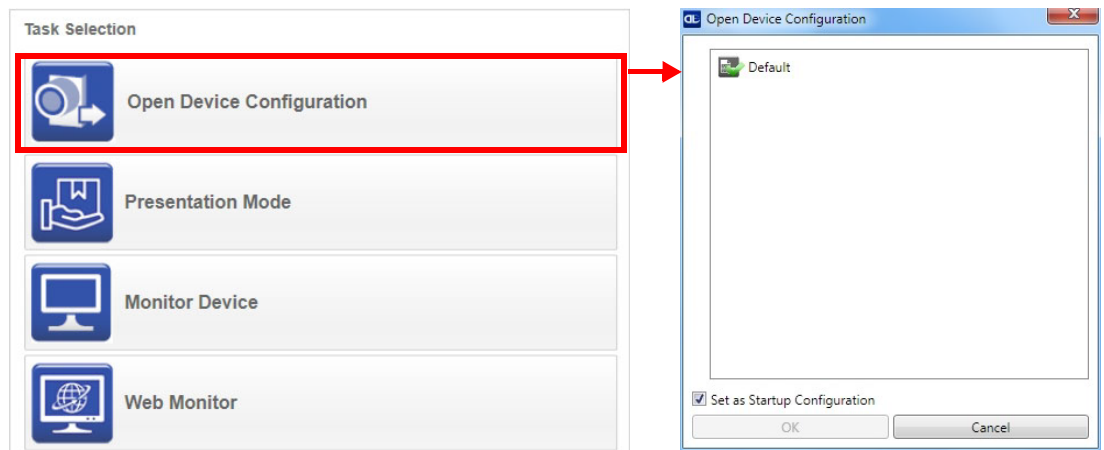 Task Selection
Open Device Configuration
Presentation Mode
Monitor Device
Web Monitor
Open Device Configuration
Default
Set as Startup Configuration
OK
Cancel